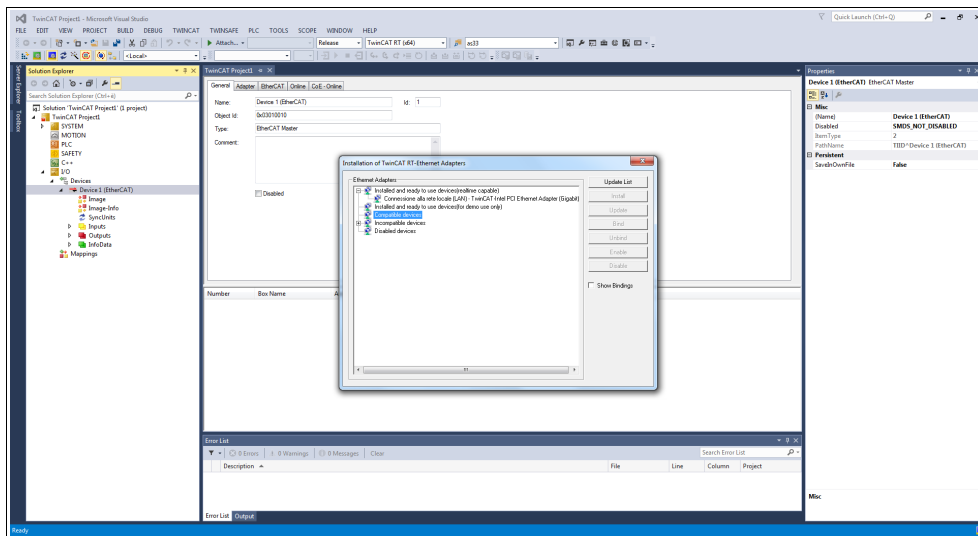 TwinCAT Project1 - Microsoft Visual Studio
Quick Launch (Ctrl+Q)
FILE EDIT VIEW PROJECT BUILD DEBUG TWINCAT TWINSAFE PLC TOOLS SCOPE WINDOW HELP
Attach... Release TwinCAT RT (x64) as33
<Local>
Server Explorer
Toolbox
Solution Explorer
Search Solution Explorer (Ctrl+è)
Solution 'TwinCAT Project1' (1 project)
TwinCAT Project1
SYSTEM
MOTION
PLC
SAFETY
C++
I/O
Devices
Device 1 (EtherCAT)
Image
Image-Info
SyncUnits
Inputs
Outputs
InfoData
Mappings
TwinCAT Project1
General Adapter EtherCAT Online CoE - Online
Name: Device 1 (EtherCAT) Id: 1
Object Id: 0x03010010
Type: EtherCAT Master
Comment:
Disabled
Number Box Name
Installation of TwinCAT RT-Ethernet Adapters
Ethernet Adapters
Installed and ready to use devices(realtime capable)
Connessione alla rete locale (LAN) - TwinCAT-Intel PCI Ethernet Adapter (Gigabit)
Installed and ready to use devices(for demo use only)
Compatible devices
Incompatible devices
Disabled devices
Update List
Install
Update
Bind
Unbind
Enable
Disable
Show Bindings
Error List
0 Errors 0 Warnings 0 Messages Clear
Search Error List
Description File Line Column Project
Error List Output
Properties
Device 1 (EtherCAT) EtherCAT Master
Misc
(Name) Device 1 (EtherCAT)
Disabled SMDS_NOT_DISABLED
ItemType 2
PathName TIID^Device 1 (EtherCAT)
Persistent
SaveInOwnFile False
Misc
Ready